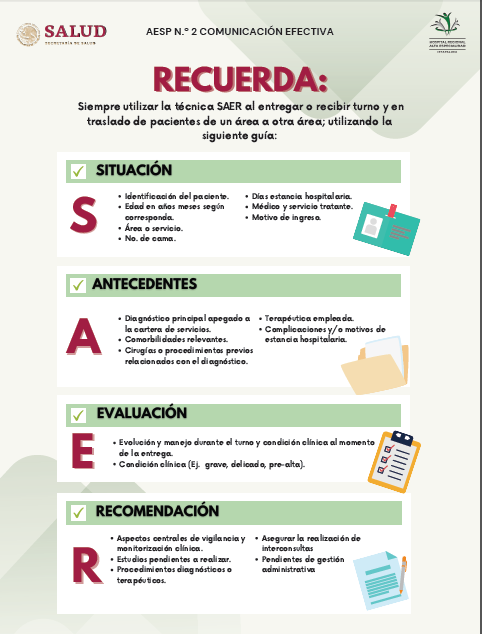 SALUD
SECRETARÍA DE SALUD
AESP N.º 2 COMUNICACIÓN EFECTIVA
HOSPITAL REGIONAL
ALTA ESPECIALIDAD
RECUERDA:
Siempre utilizar la técnica SAER al entregar o recibir turno y en
traslado de pacientes de un área a otra área; utilizando la
siguiente guía:
SITUACIÓN
S
• Identificación del paciente.
• Edad en años meses según
corresponda.
• Área o servicio.
• No. de cama.
• Días estancia hospitalaria.
• Médico y servicio tratante.
• Motivo de ingreso.
ANTECEDENTES
A
• Diagnóstico principal apegado a
la cartera de servicios.
• Comorbilidades relevantes.
• Cirugías o procedimientos previos
relacionados con el diagnóstico.
• Terapéutica empleada.
• Complicaciones y/o motivos de
estancia hospitalaria.
EVALUACIÓN
E
• Evolución y manejo durante el turno y condición clínica al momento
de la entrega.
• Condición clínica (Ej. grave, delicado, pre-alta).
RECOMENDACIÓN
R
• Aspectos centrales de vigilancia y
monitorización clínica.
• Estudios pendientes a realizar.
• Procedimientos diagnósticos o
terapéuticos.
• Asegurar la realización de
interconsultas
• Pendientes de gestión
administrativa